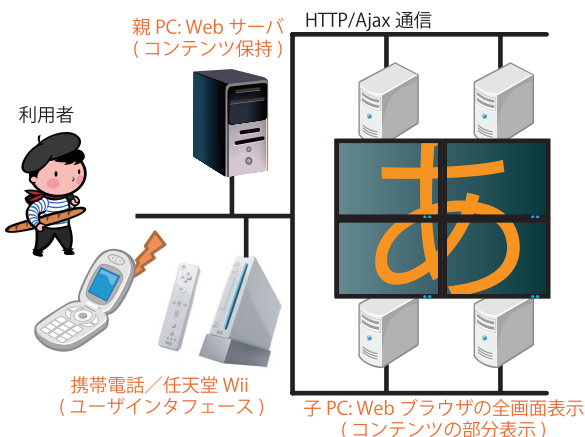 親PC: Web サーバ
( コンテンツ保持 )
HTTP/Ajax 通信
利用者
あ
携帯電話／任天堂 Wii
( ユーザインタフェース )
子 PC: Web ブラウザの全画面表示
( コンテンツの部分表示 )